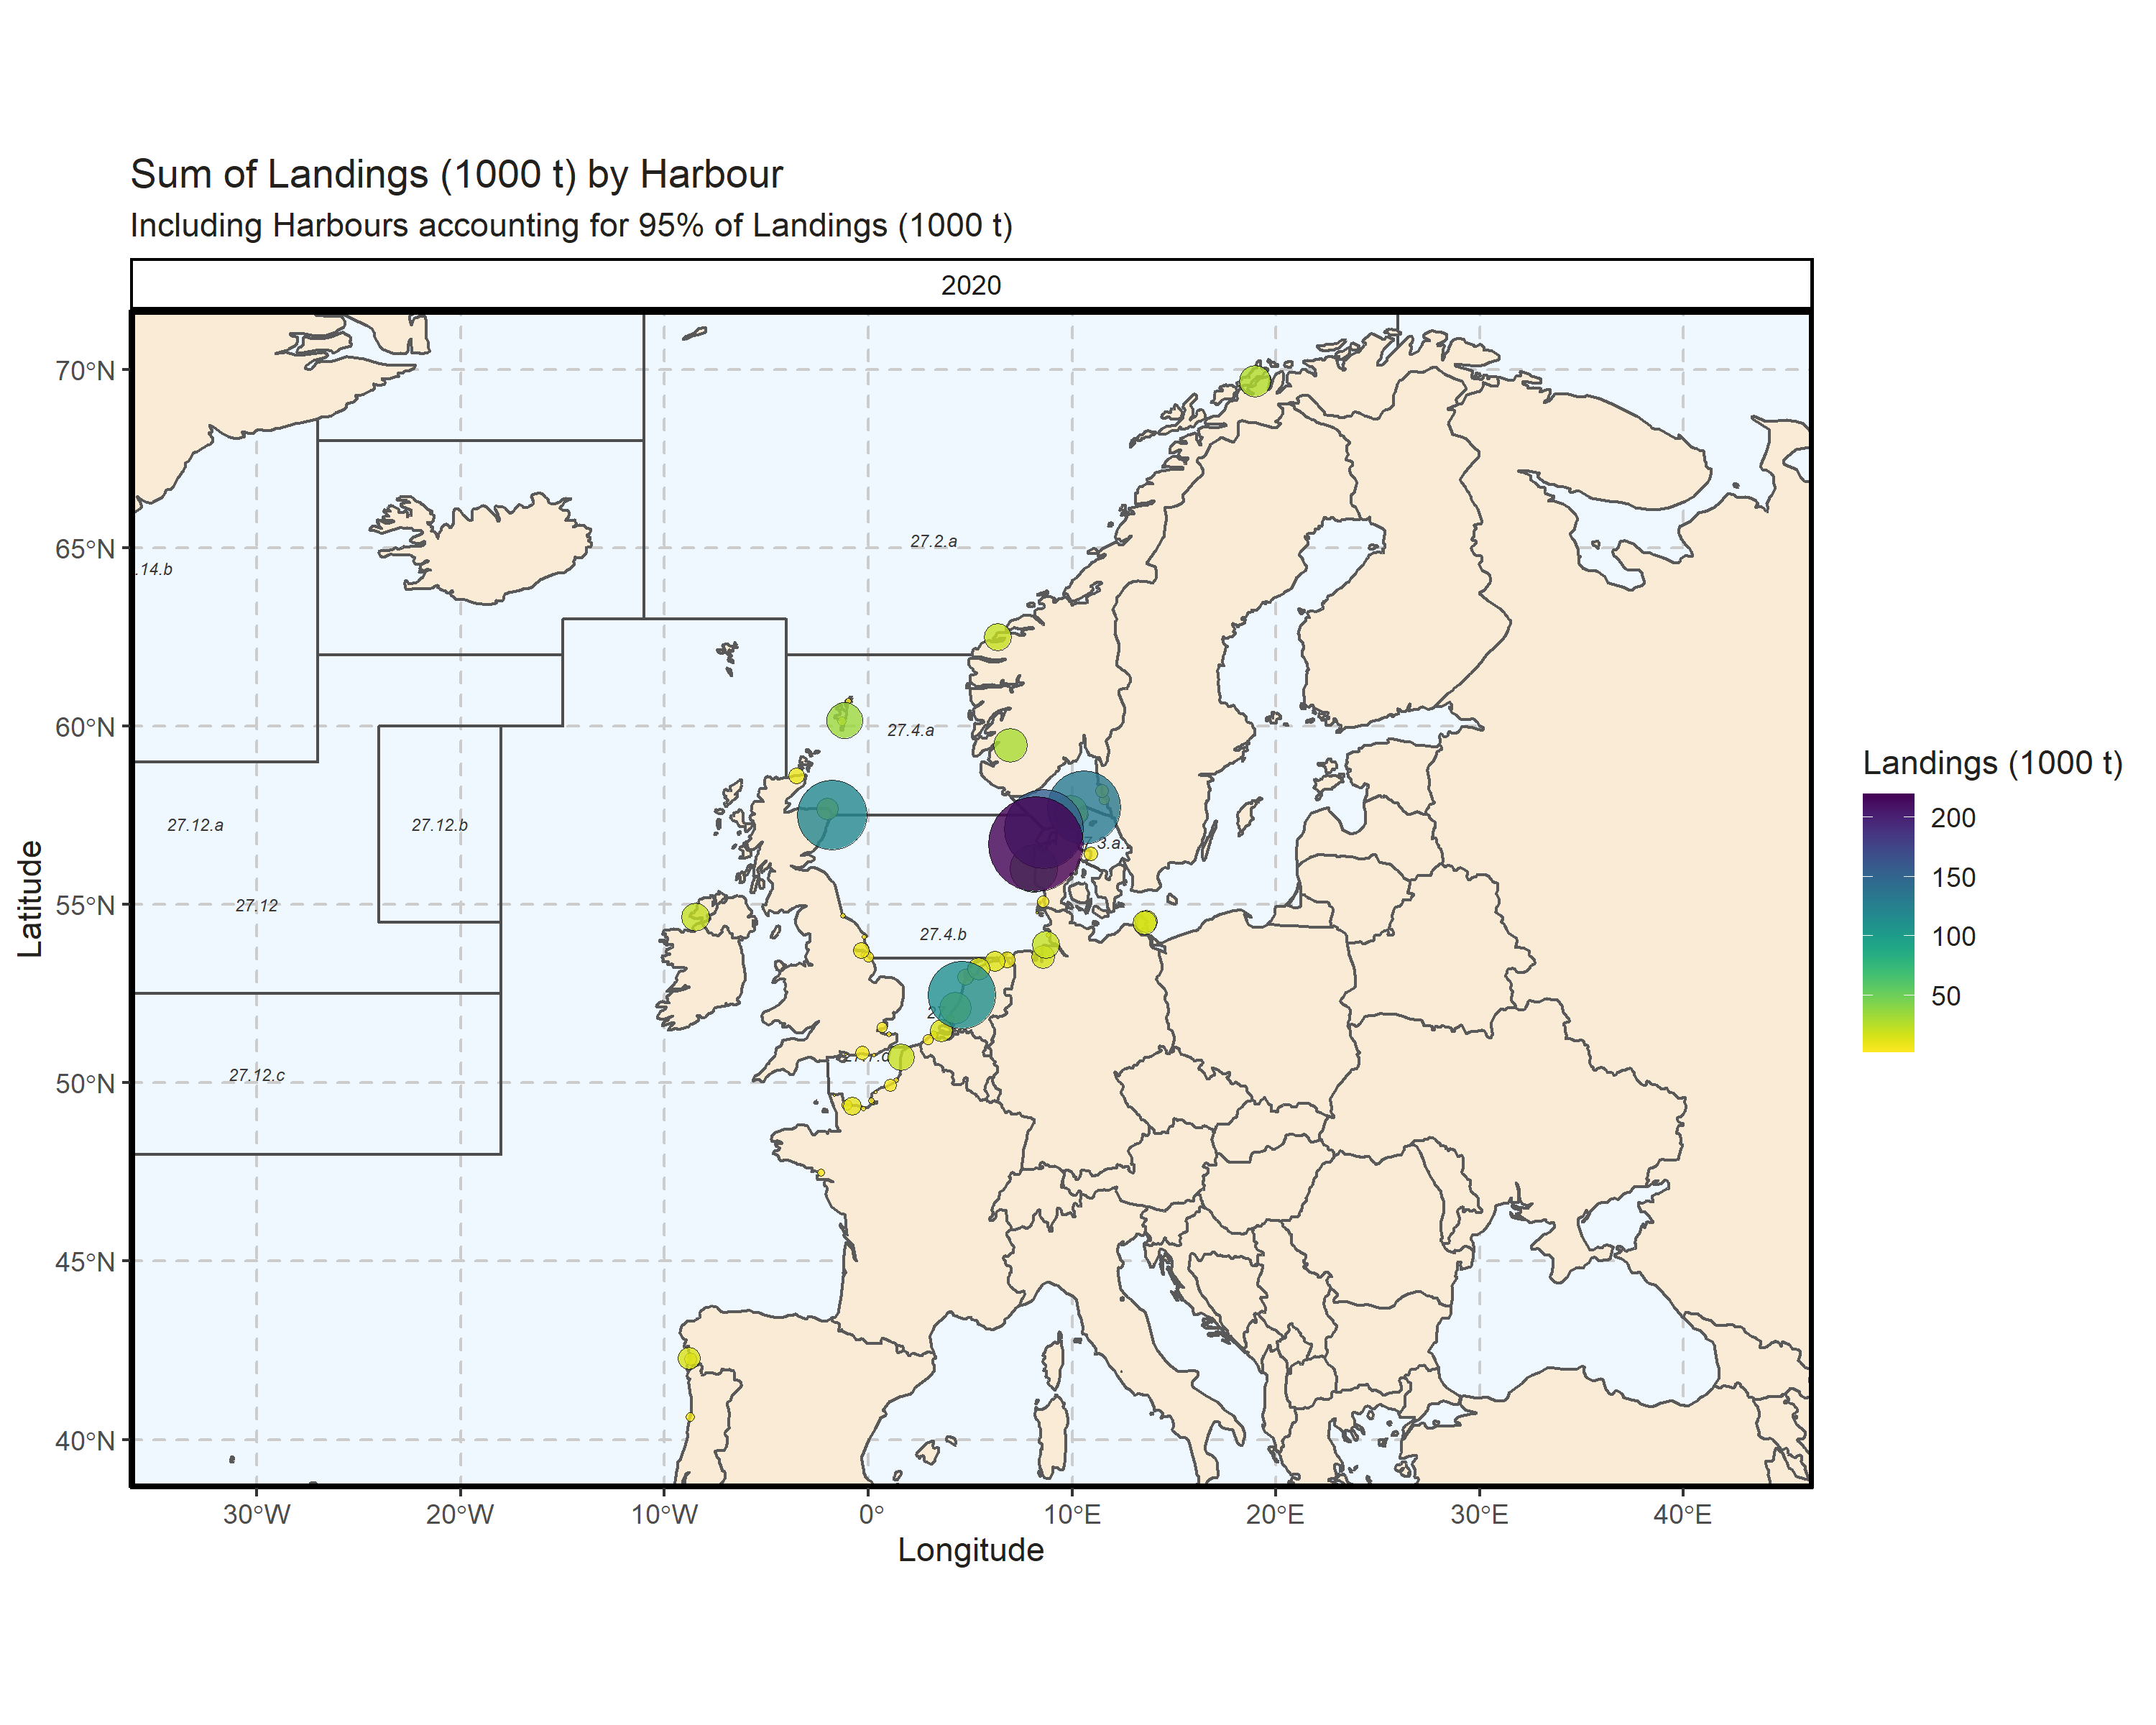 Sum of Landings (1000 t) by Harbour
Including Harbours accounting for 95% of Landings (1000 t)
2020
70°N
65°N
60°N
55°N
50°N
45°N
40°N
Latitude
27.2.a
.14.b
27.4.a
27.12.a
27.12.b
27.12
27.4.b
27.12.c
30°W
20°W
10°W
0°
10°E
20°E
30°E
40°E
Longitude
Landings (1000 t)
200
150
100
50